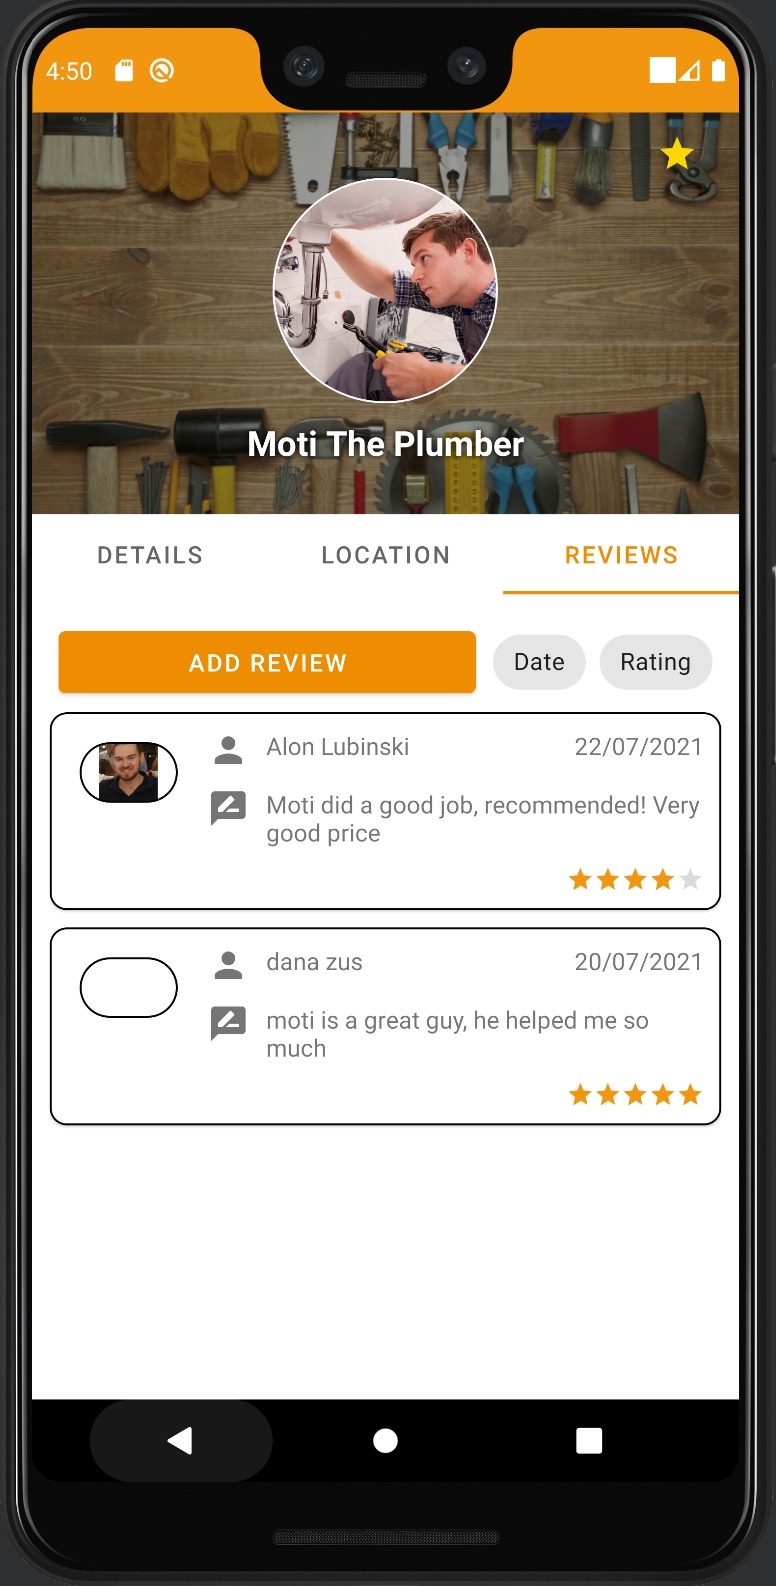 4:50
Moti The Plumber
DETAILS LOCATION REVIEWS
ADD REVIEW Date Rating
Alon Lubinski 22/07/2021
Moti did a good job, recommended! Very
good price
dana zus 20/07/2021
moti is a great guy, he helped me so
much